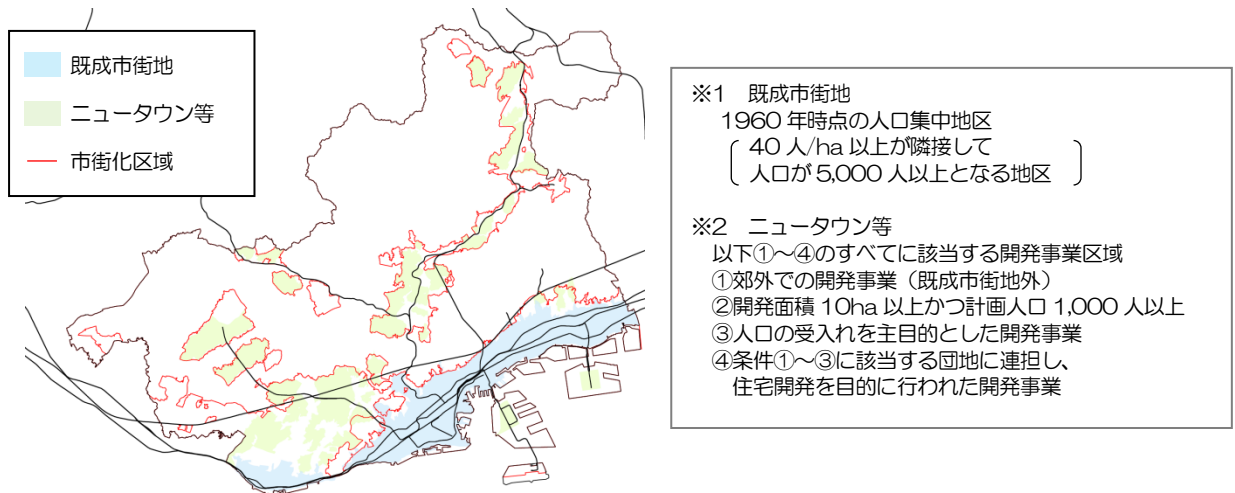 既成市街地
ニュータウン等
市街化区域
※1　既成市街地
1960 年時点の人口集中地区
40 人/ha 以上が隣接して
人口が 5,000 人以上となる地区
※2　ニュータウン等
以下①～④のすべてに該当する開発事業区域
①郊外での開発事業（既成市街地外）
②開発面積 10ha 以上かつ計画人口 1,000 人以上
③人口の受入れを主目的とした開発事業
④条件①～③に該当する団地に連担し、
住宅開発を目的に行われた開発事業